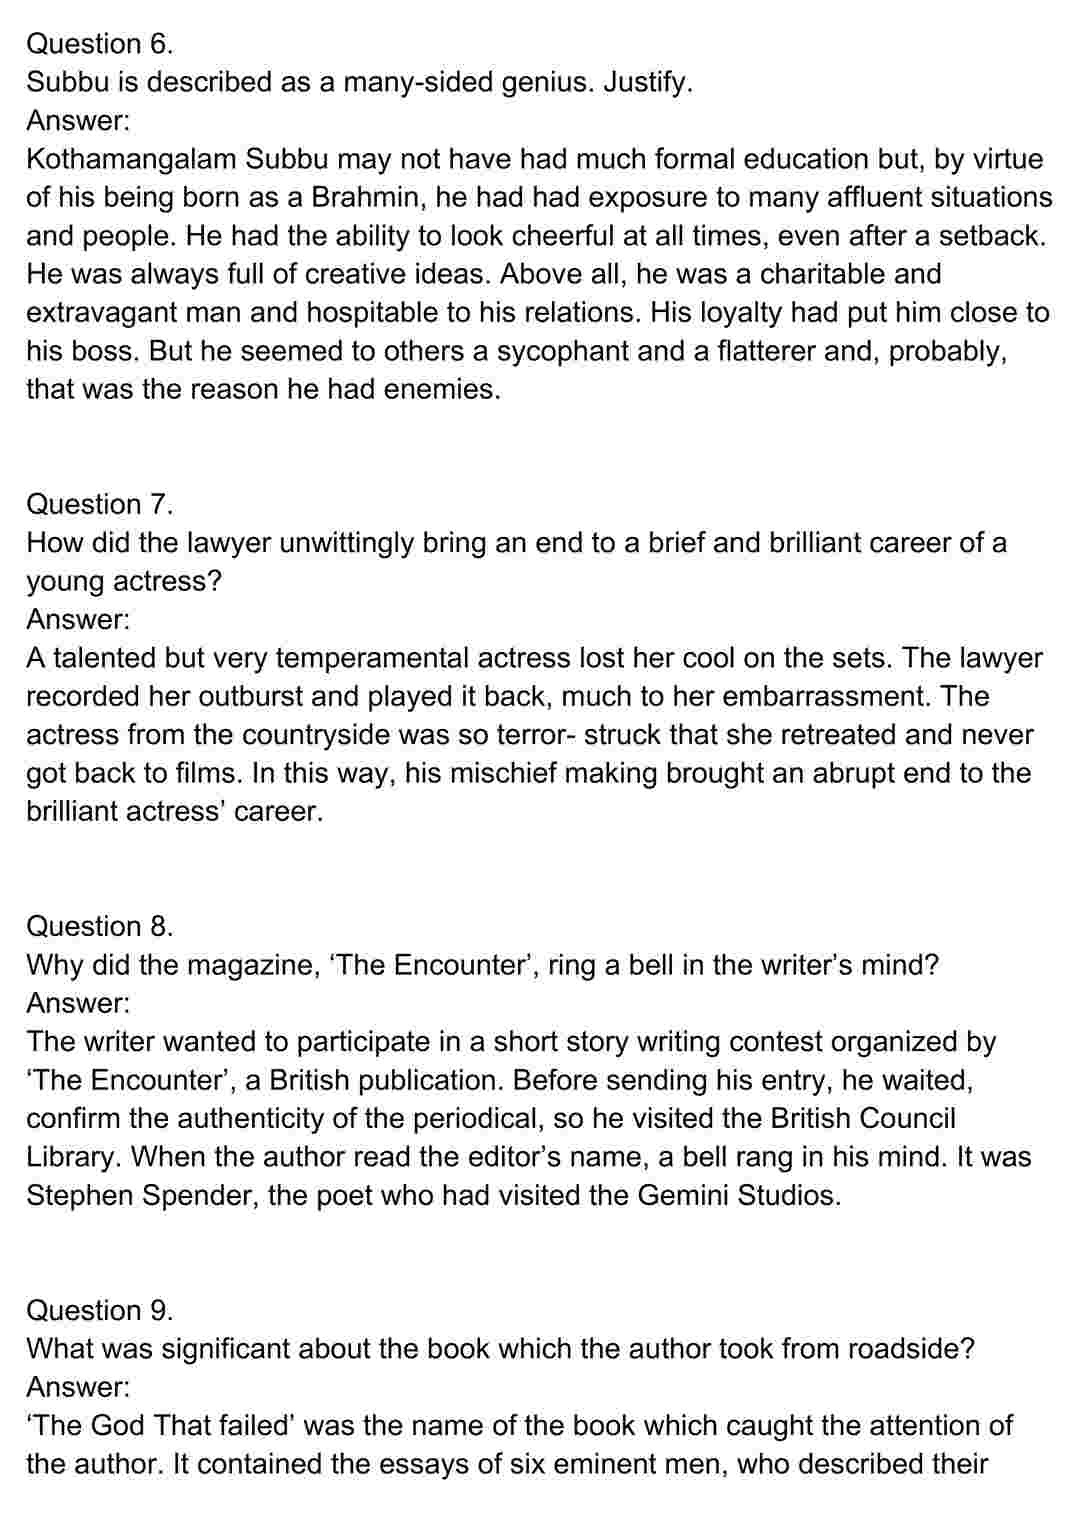 Question 6.
Subbu is described as a many-sided genius. Justify.
Answer:
Kothamangalam Subbu may not have had much formal education but, by virtue
of his being born as a Brahmin, he had had exposure to many affluent situations
and people. He had the ability to look cheerful at all times, even after a setback.
He was always full of creative ideas. Above all, he was a charitable and
extravagant man and hospitable to his relations. His loyalty had put him close to
his boss. But he seemed to others a sycophant and a flatterer and, probably,
that was the reason he had enemies.
Question 7.
How did the lawyer unwittingly bring an end to a brief and brilliant career of a
young actress?
Answer:
A talented but very temperamental actress lost her cool on the sets. The lawyer
recorded her outburst and played it back, much to her embarrassment. The
actress from the countryside was so terror- struck that she retreated and never
got back to films. In this way, his mischief making brought an abrupt end to the
brilliant actress’ career.
Question 8.
Why did the magazine, ‘The Encounter’, ring a bell in the writer’s mind?
Answer:
The writer wanted to participate in a short story writing contest organized by
‘The Encounter’, a British publication. Before sending his entry, he waited,
confirm the authenticity of the periodical, so he visited the British Council
Library. When the author read the editor’s name, a bell rang in his mind. It was
Stephen Spender, the poet who had visited the Gemini Studios.
Question 9.
What was significant about the book which the author took from roadside?
Answer:
‘The God That failed’ was the name of the book which caught the attention of
the author. It contained the essays of six eminent men, who described their